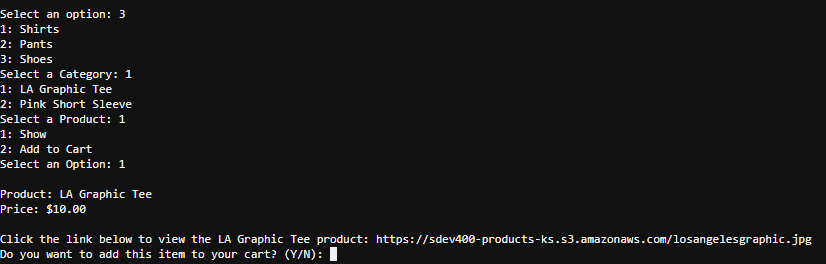 Select an option: 3
1: Shirts
2: Pants
3: Shoes
Select a Category: 1
1: LA Graphic Tee
2: Pink Short Sleeve
Select a Product: 1
1: Show
2: Add to Cart
Select an Option: 1
Product: LA Graphic Tee
Price: $10.00
Click the link below to view the LA Graphic Tee product: https://sdev400-products-ks.s3.amazonaws.com/losangelesgraphic.jpg
Do you want to add this item to your cart? (Y/N):